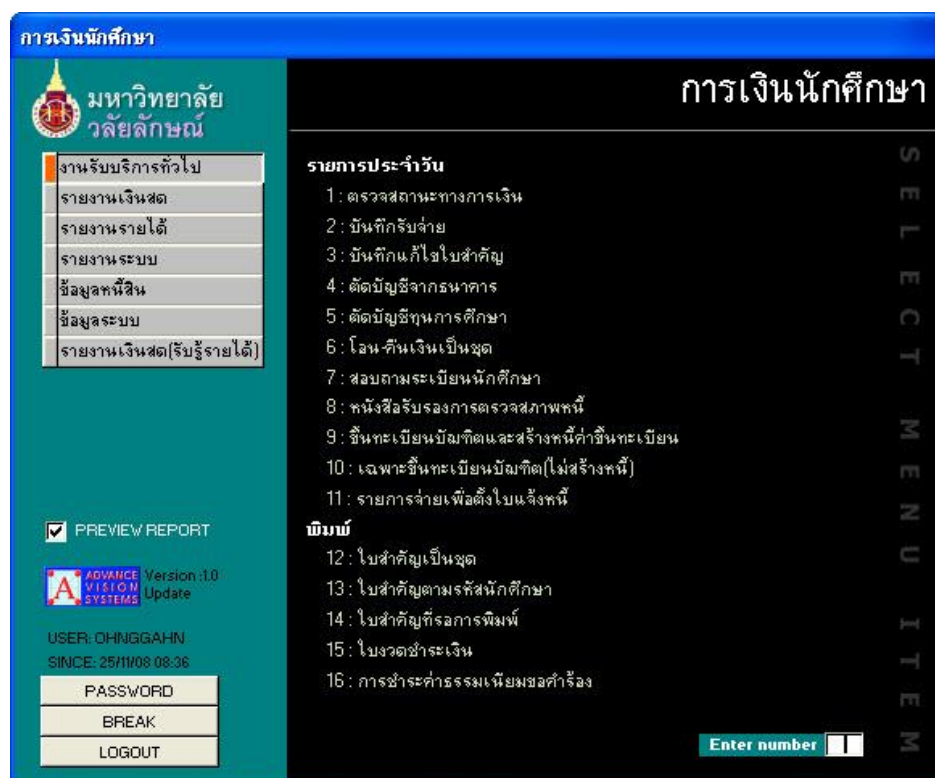 การเงินนักศึกษา
มหาวิทยาลัย
วลัยลักษณ์
การเงินนักศึกษา
งานรับบริการทั่วไป
รายงานเงินสด
รายงานรายได้
รายงานระบบ
ข้อมูลหนี้สิน
ข้อมูลระบบ
รายงานเงินสด(รับรู้รายได้)
รายการประจำวัน
1 : ตรวจสถานะทางการเงิน
2 : บันทึกรับจ่าย
3 : บันทึกแก้ไขใบสำคัญ
4 : ตัดบัญชีจากธนาคาร
5 : ตัดบัญชีทุนการศึกษา
6 : โอน-คืนเงินเป็นชุด
7 : สอบถามระเบียนนักศึกษา
8 : หนังสือรับรองการตรวจสภาพหนี้
9 : ขึ้นทะเบียนบัณฑิตและสร้างหนี้ค่าขึ้นทะเบียน
10 : เฉพาะขึ้นทะเบียนบัณฑิต(ไม่สร้างหนี้)
11 : รายการจ่ายเพื่อตั้งใบแจ้งหนี้
พิมพ์
12 : ใบสำคัญเป็นชุด
13 : ใบสำคัญตามรหัสนักศึกษา
14 : ใบสำคัญที่รอการพิมพ์
15 : ใบงวดชำระเงิน
16 : การชำระค่าธรรมเนียมขอคำร้อง
SELECT MENU ITEM
PREVIEW REPORT
A ADVANCE VISION SYSTEMS
Version :1.0
Update
USER: OHNGGAHN
SINCE: 25/11/08 08:36
PASSWORD
BREAK
LOGOUT
Enter number